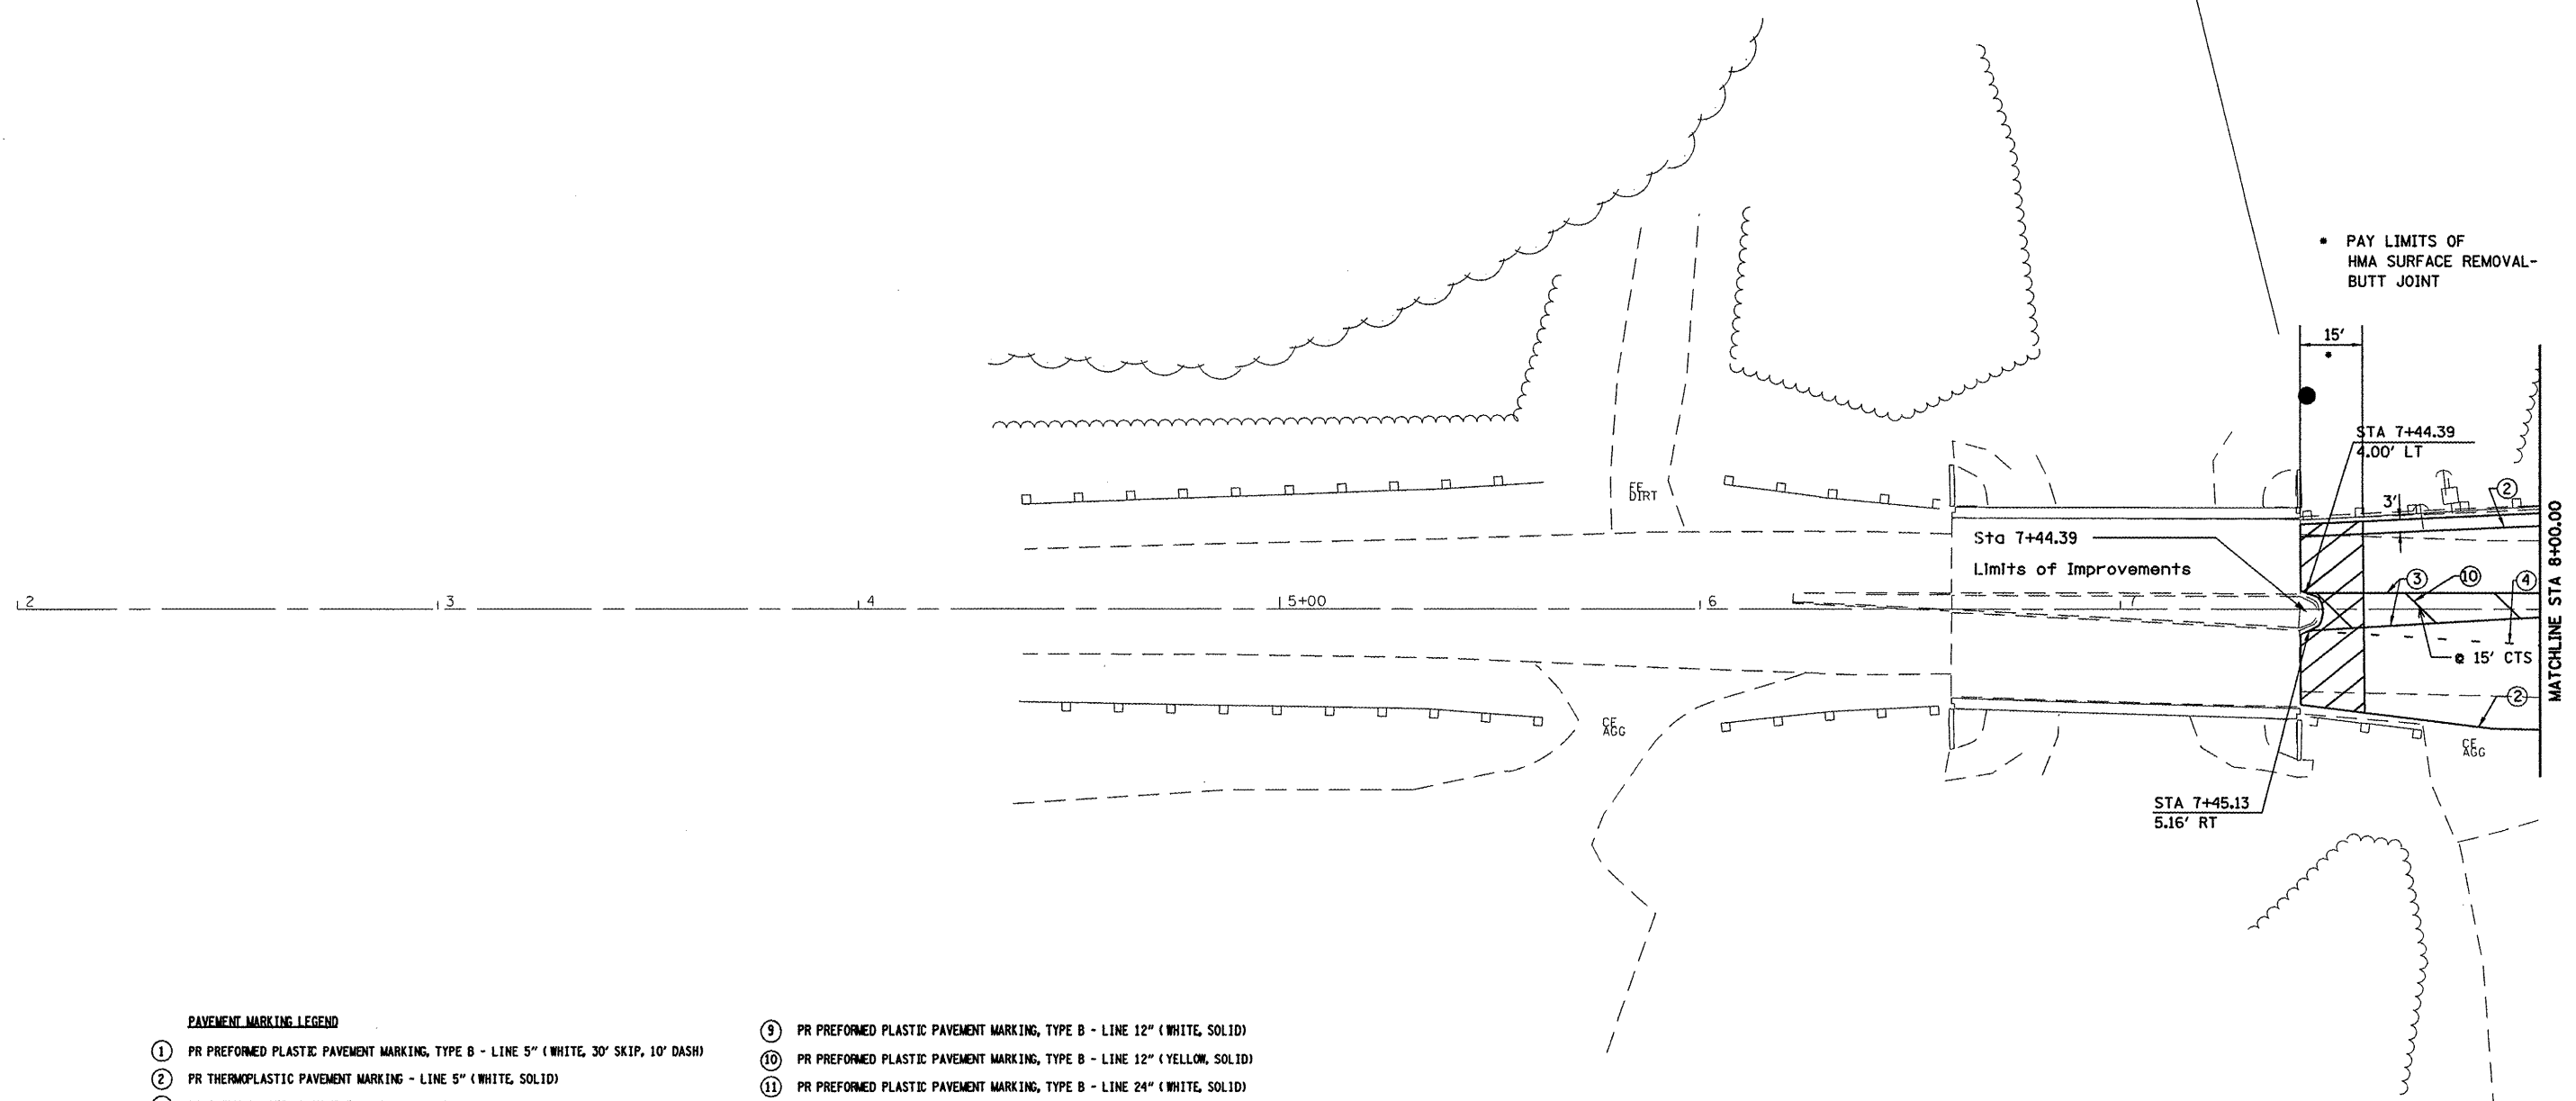 * PAY LIMITS OF
HMA SURFACE REMOVAL-
BUTT JOINT
15'
*
STA 7+44.39
4.00' LT
EE
DIRT
3'
2
Sta 7+44.39
Limits of Improvements
3
10
4
2
3
4
5+00
6
7
@ 15' CTS
2
CE
AGG
CE
AGG
MATCHLINE STA 8+00.00
STA 7+45.13
5.16' RT
PAVEMENT MARKING LEGEND
1 PR PREFORMED PLASTIC PAVEMENT MARKING, TYPE B - LINE 5" (WHITE, 30' SKIP, 10' DASH)
2 PR THERMOPLASTIC PAVEMENT MARKING - LINE 5" (WHITE, SOLID)
9 PR PREFORMED PLASTIC PAVEMENT MARKING, TYPE B - LINE 12" (WHITE, SOLID)
10 PR PREFORMED PLASTIC PAVEMENT MARKING, TYPE B - LINE 12" (YELLOW, SOLID)
11 PR PREFORMED PLASTIC PAVEMENT MARKING, TYPE B - LINE 24" (WHITE, SOLID)